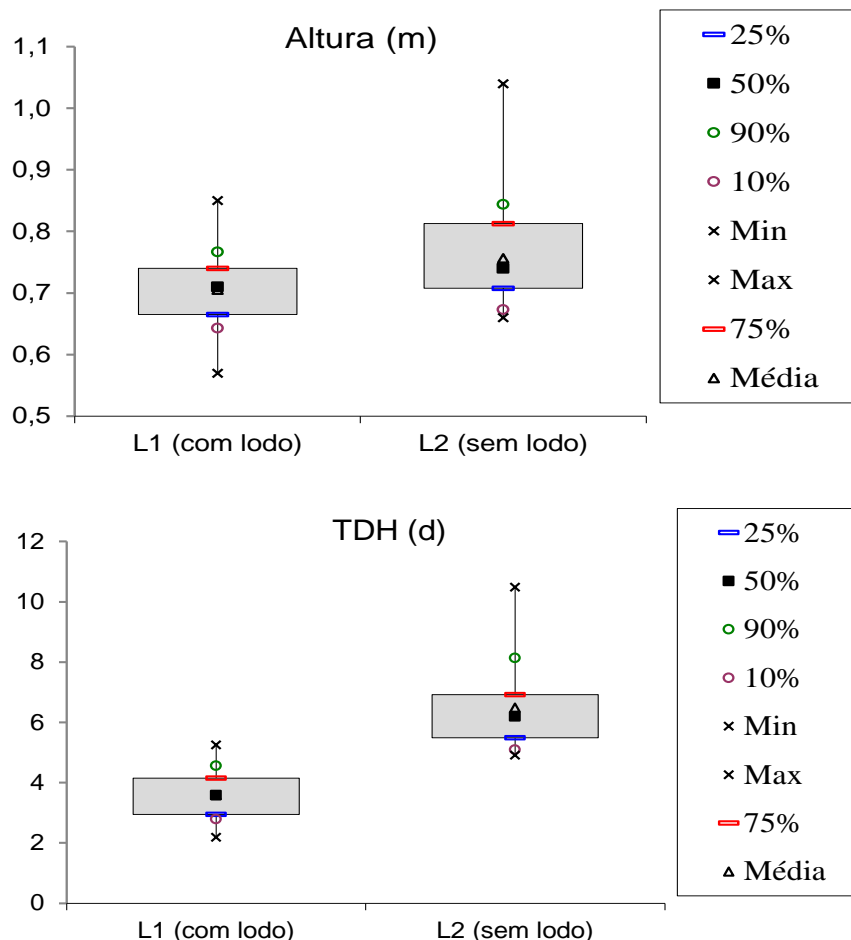 Altura (m)
1,1
1,0
0,9
0,8
0,7
0,6
0,5
L1 (com lodo)
L2 (sem lodo)
25%
50%
90%
10%
Min
Max
75%
Média
TDH (d)
12
10
8
6
4
2
0
L1 (com lodo)
L2 (sem lodo)
25%
50%
90%
10%
Min
Max
75%
Média